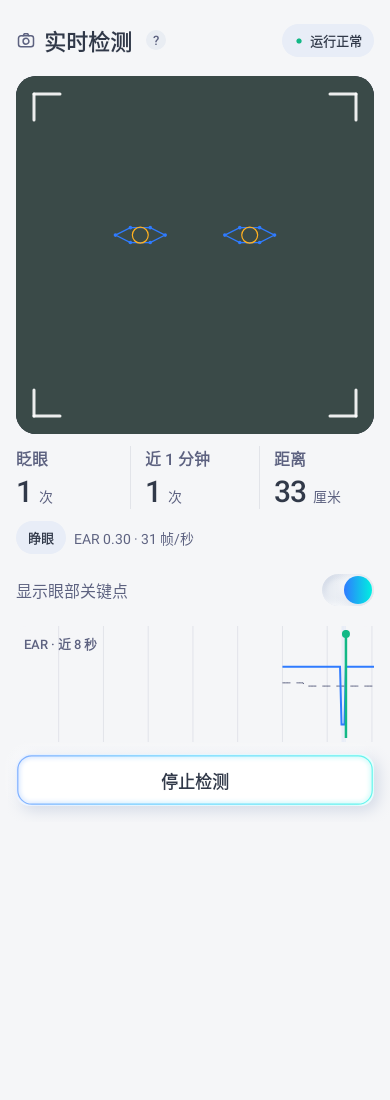 实时检测 ?
运行正常
眨眼
1 次
近 1 分钟
1 次
距离
33 厘米
睁眼 EAR 0.30 · 31 帧/秒
显示眼部关键点
EAR · 近 8 秒
停止检测